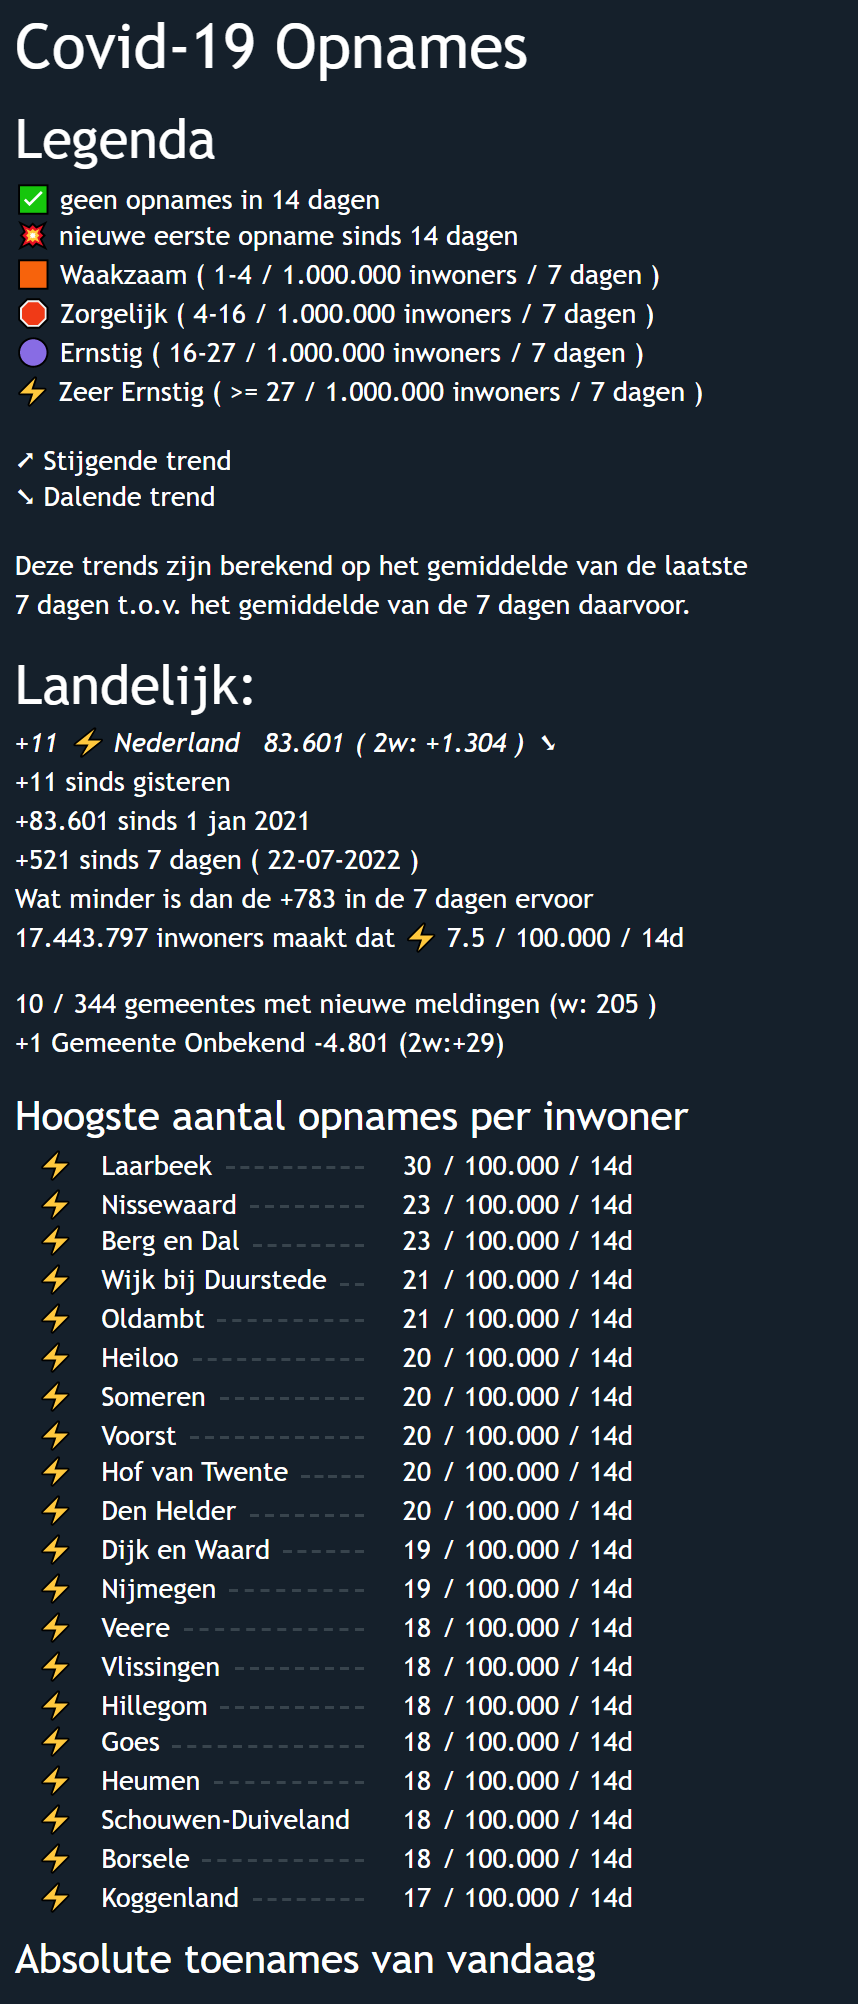 Covid-19 Opnames
Legenda
✅ geen opnames in 14 dagen
💥 nieuwe eerste opname sinds 14 dagen
🟧 Waakzaam ( 1-4 / 1.000.000 inwoners / 7 dagen )
🛑 Zorgelijk ( 4-16 / 1.000.000 inwoners / 7 dagen )
🟣 Ernstig ( 16-27 / 1.000.000 inwoners / 7 dagen )
⚡ Zeer Ernstig ( >= 27 / 1.000.000 inwoners / 7 dagen )
➚ Stijgende trend
➘ Dalende trend
Deze trends zijn berekend op het gemiddelde van de laatste
7 dagen t.o.v. het gemiddelde van de 7 dagen daarvoor.
Landelijk:
+11 ⚡ Nederland 83.601 ( 2w: +1.304 ) ➘
+11 sinds gisteren
+83.601 sinds 1 jan 2021
+521 sinds 7 dagen ( 22-07-2022 )
Wat minder is dan de +783 in de 7 dagen ervoor
17.443.797 inwoners maakt dat ⚡ 7.5 / 100.000 / 14d
10 / 344 gemeentes met nieuwe meldingen (w: 205 )
+1 Gemeente Onbekend -4.801 (2w:+29)
Hoogste aantal opnames per inwoner
⚡ Laarbeek ---------- 30 / 100.000 / 14d
⚡ Nissewaard -------- 23 / 100.000 / 14d
⚡ Berg en Dal -------- 23 / 100.000 / 14d
⚡ Wijk bij Duurstede -- 21 / 100.000 / 14d
⚡ Oldambt ---------- 21 / 100.000 / 14d
⚡ Heiloo ------------ 20 / 100.000 / 14d
⚡ Someren ---------- 20 / 100.000 / 14d
⚡ Voorst ------------ 20 / 100.000 / 14d
⚡ Hof van Twente ----- 20 / 100.000 / 14d
⚡ Den Helder -------- 20 / 100.000 / 14d
⚡ Dijk en Waard ------ 19 / 100.000 / 14d
⚡ Nijmegen --------- 19 / 100.000 / 14d
⚡ Veere ------------ 18 / 100.000 / 14d
⚡ Vlissingen --------- 18 / 100.000 / 14d
⚡ Hillegom ---------- 18 / 100.000 / 14d
⚡ Goes ------------- 18 / 100.000 / 14d
⚡ Heumen ---------- 18 / 100.000 / 14d
⚡ Schouwen-Duiveland 18 / 100.000 / 14d
⚡ Borsele ----------- 18 / 100.000 / 14d
⚡ Koggenland -------- 17 / 100.000 / 14d
Absolute toenames van vandaag